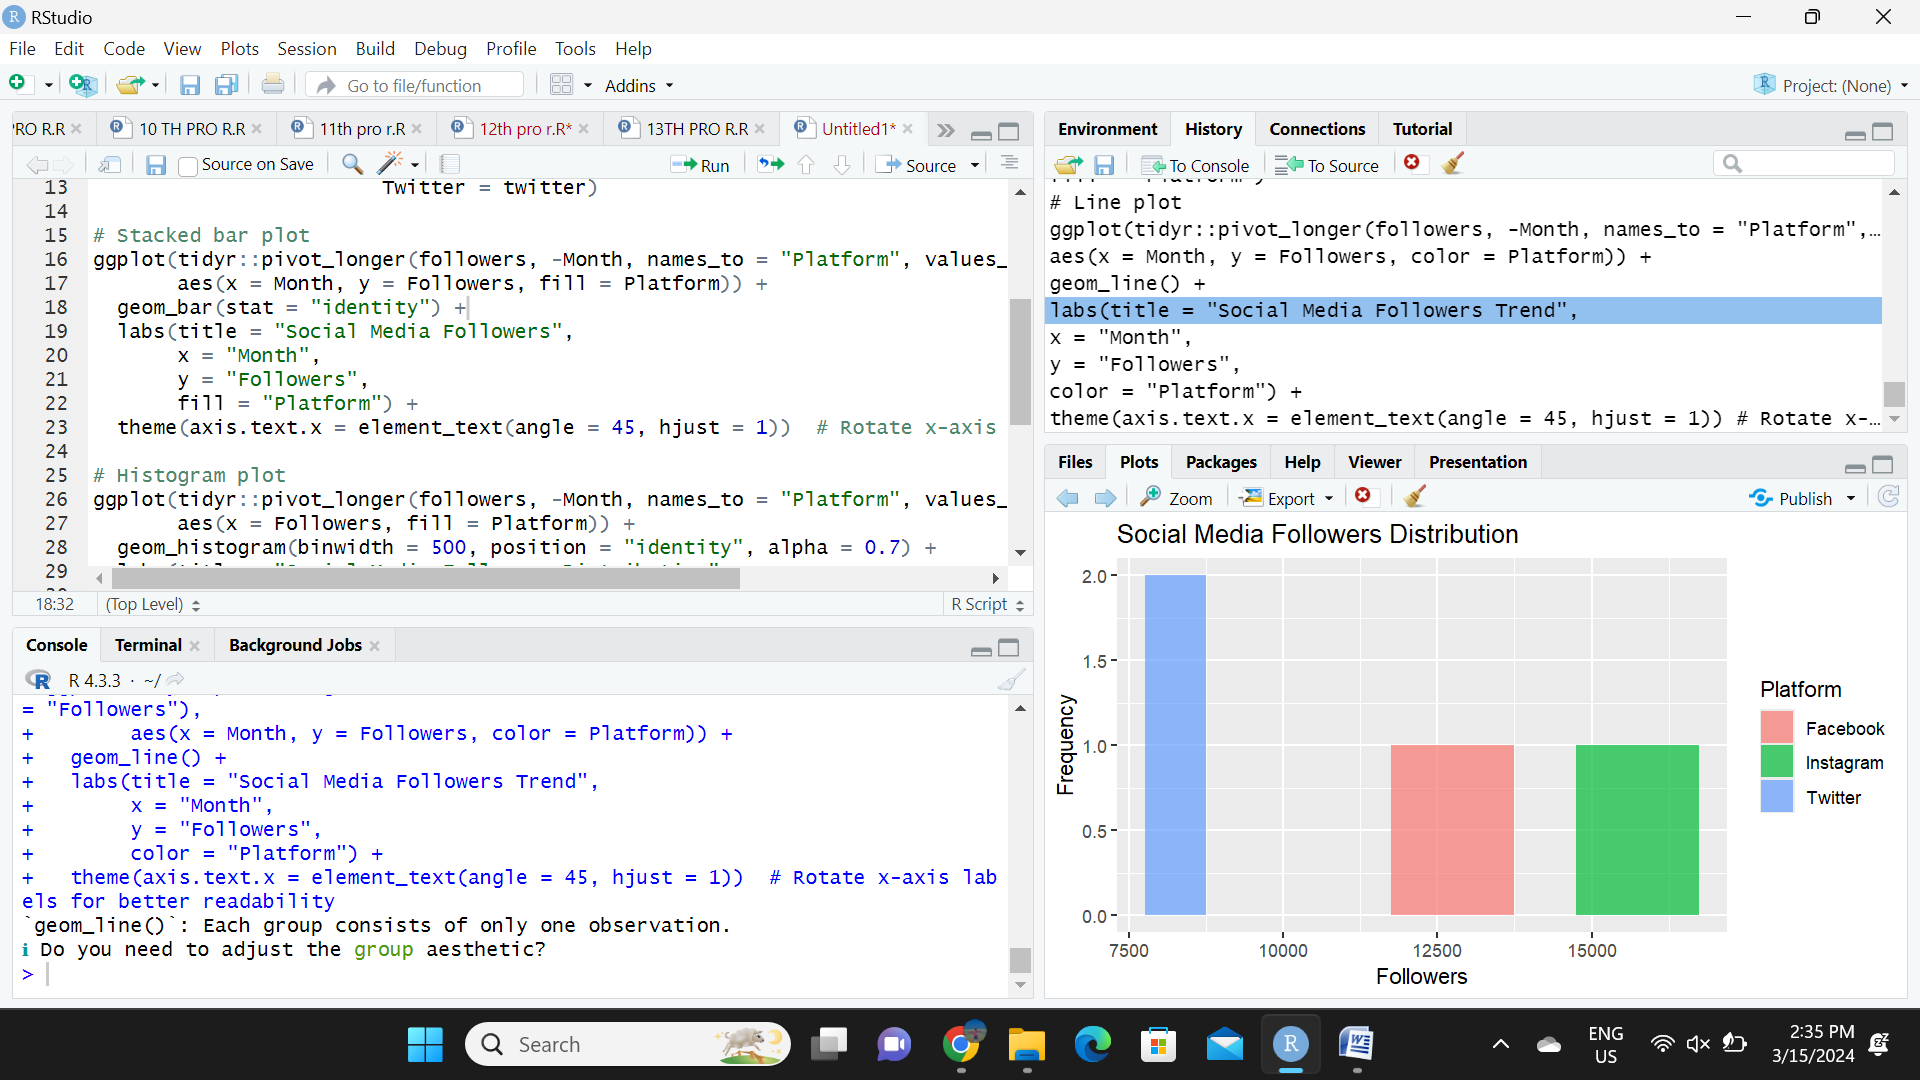 RStudio
File Edit Code View Plots Session Build Debug Profile Tools Help
Go to file/function Addins Project: (None)
RO R.R 10 TH PRO R.R 11th pro r.R 12th pro r.R* 13TH PRO R.R Untitled1*
Source on Save Run Source
13 Twitter = twitter)
14
15 # Stacked bar plot
16 ggplot(tidyr::pivot_longer(followers, -Month, names_to = "Platform", values_
17 aes(x = Month, y = Followers, fill = Platform)) +
18 geom_bar(stat = "identity") +
19 labs(title = "Social Media Followers",
20 x = "Month",
21 y = "Followers",
22 fill = "Platform") +
23 theme(axis.text.x = element_text(angle = 45, hjust = 1)) # Rotate x-axis
24
25 # Histogram plot
26 ggplot(tidyr::pivot_longer(followers, -Month, names_to = "Platform", values_
27 aes(x = Followers, fill = Platform)) +
28 geom_histogram(binwidth = 500, position = "identity", alpha = 0.7) +
29
18:32 (Top Level) R Script
Console Terminal Background Jobs
R 4.3.3 · ~/
= "Followers"),
+ aes(x = Month, y = Followers, color = Platform)) +
+ geom_line() +
+ labs(title = "Social Media Followers Trend",
+ x = "Month",
+ y = "Followers",
+ color = "Platform") +
+ theme(axis.text.x = element_text(angle = 45, hjust = 1)) # Rotate x-axis lab
els for better readability
`geom_line()`: Each group consists of only one observation.
ℹ Do you need to adjust the group aesthetic?
>
Environment History Connections Tutorial
To Console To Source
# Line plot
ggplot(tidyr::pivot_longer(followers, -Month, names_to = "Platform",…
aes(x = Month, y = Followers, color = Platform)) +
geom_line() +
labs(title = "Social Media Followers Trend",
x = "Month",
y = "Followers",
color = "Platform") +
theme(axis.text.x = element_text(angle = 45, hjust = 1)) # Rotate x-…
Files Plots Packages Help Viewer Presentation
Zoom Export Publish
Social Media Followers Distribution
2.0
1.5
1.0
0.5
0.0
Frequency
7500 10000 12500 15000
Followers
Platform
Facebook
Instagram
Twitter
Search
ENG
US
2:35 PM
3/15/2024